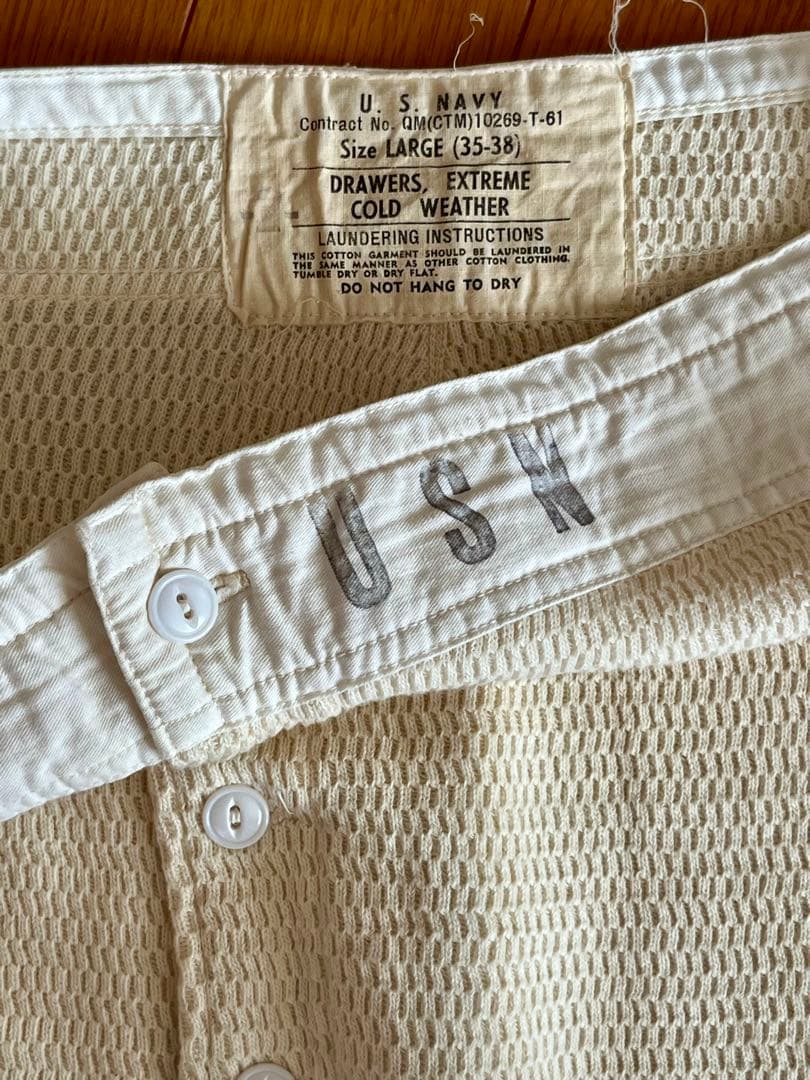 U. S. NAVY
Contract No. QM(CTM)10269-T-61
Size LARGE (35-38)
DRAWERS, EXTREME
COLD WEATHER
LAUNDERING INSTRUCTIONS
THIS COTTON GARMENT SHOULD BE LAUNDERED IN
THE SAME MANNER AS OTHER COTTON CLOTHING.
TUMBLE DRY OR DRY FLAT.
DO NOT HANG TO DRY
USN